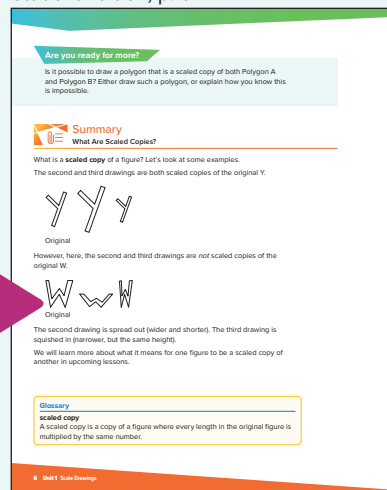 Are you ready for more?
Is it possible to draw a polygon that is a scaled copy of both Polygon A
and Polygon B? Either draw such a polygon, or explain how you know this
is impossible.
Summary
What Are Scaled Copies?
What is a scaled copy of a figure? Let's look at some examples.
The second and third drawings are both scaled copies of the original Y.
Original
However, here, the second and third drawings are not scaled copies of the
original W.
Original
The second drawing is spread out (wider and shorter). The third drawing is
squished in (narrower, but the same height).
We will learn more about what it means for one figure to be a scaled copy of
another in upcoming lessons.
Glossary
scaled copy
A scaled copy is a copy of a figure where every length in the original figure is
multiplied by the same number.
6 Unit 1 Scale Drawings